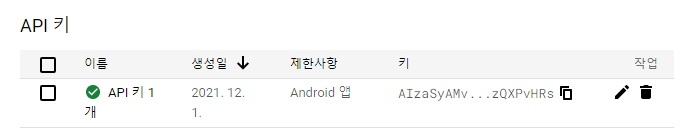 API 키
이름 생성일 제한사항 키 작업
API 키 1 2021. 12. Android 앱 AIzaSyAMv...zQXPvHRs
개 1.